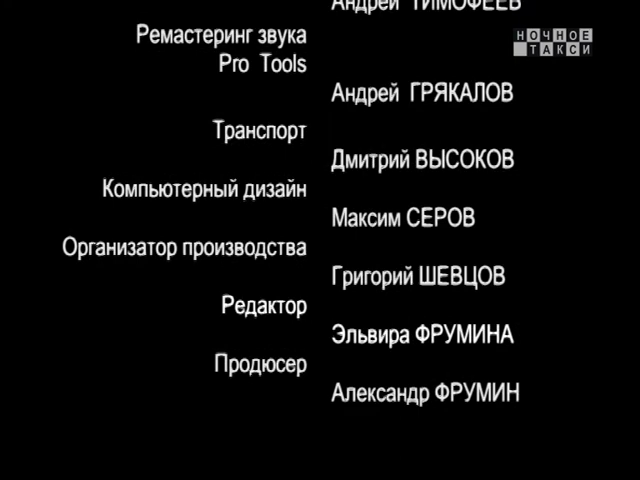 Андрей ТИМОФЕЕВ
НОЧНОЕ
ТАКСИ
Ремастеринг звука
Pro Tools
Андрей ГРЯКАЛОВ
Транспорт
Дмитрий ВЫСОКОВ
Компьютерный дизайн
Максим СЕРОВ
Организатор производства
Григорий ШЕВЦОВ
Редактор
Эльвира ФРУМИНА
Продюсер
Александр ФРУМИН